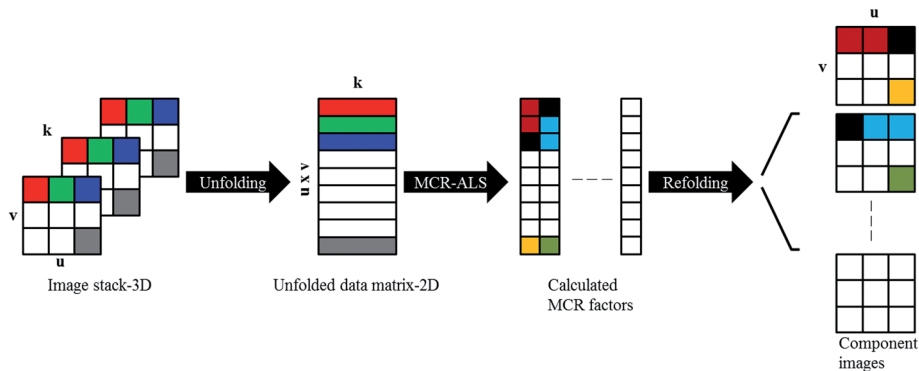 k
v
u
Image stack-3D
Unfolding
k
u x v
Unfolded data matrix-2D
MCR-ALS
Calculated
MCR factors
Refolding
u
v
Component
images